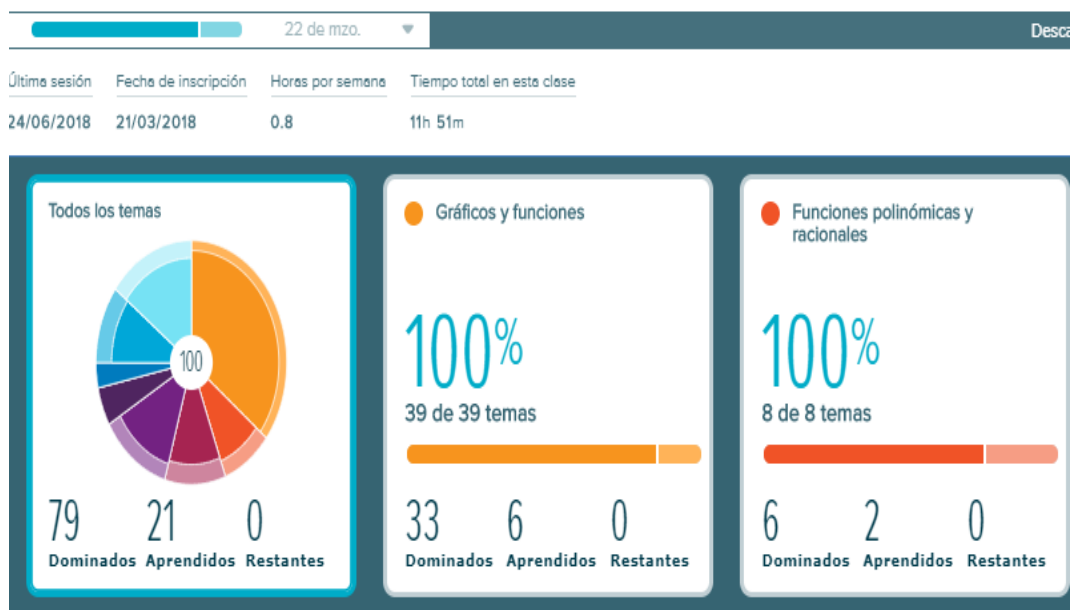 22 de mzo.
Última sesión Fecha de inscripción Horas por semana Tiempo total en esta clase
24/06/2018 21/03/2018 0.8 11h 51m
Todos los temas
100
79 21 0
Dominados Aprendidos Restantes
Gráficos y funciones
100%
39 de 39 temas
33 6 0
Dominados Aprendidos Restantes
Funciones polinómicas y
racionales
100%
8 de 8 temas
6 2 0
Dominados Aprendidos Restantes